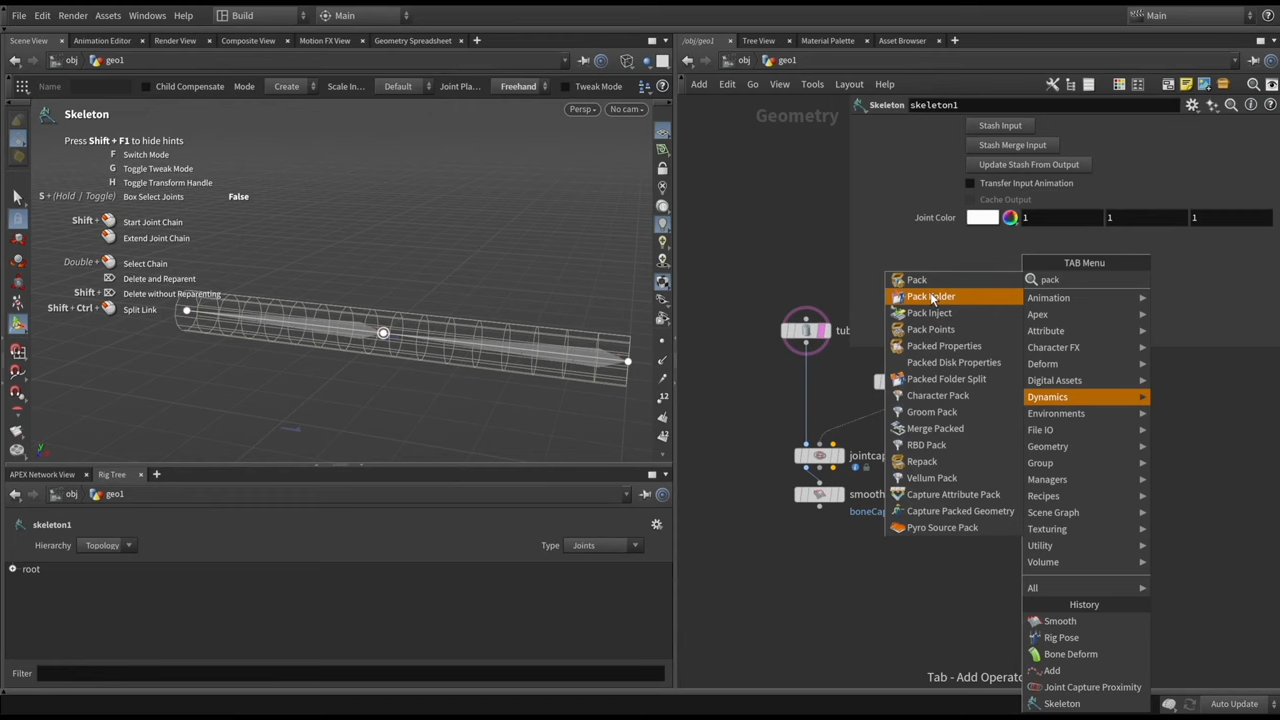 File Edit Render Assets Windows Help Build Main Main
Scene View Animation Editor Render View Composite View Motion FX View Geometry Spreadsheet
obj geo1
Name Child Compensate Mode Create Scale In... Default Joint Pla... Freehand Tweak Mode
Skeleton
Persp No cam
Press Shift + F1 to hide hints
F Switch Mode
G Toggle Tweak Mode
H Toggle Transform Handle
S + (Hold / Toggle) Box Select Joints False
Shift + Start Joint Chain
Extend Joint Chain
Double + Select Chain
Delete and Reparent
Shift + Delete without Reparenting
Shift + Ctrl + Split Link
12
12
y
APEX Network View Rig Tree
obj geo1
skeleton1
Hierarchy Topology Type Joints
root
Filter
/obj/geo1 Tree View Material Palette Asset Browser
obj geo1
Add Edit Go View Tools Layout Help
Geometry
Skeleton skeleton1
Stash Input
Stash Merge Input
Update Stash From Output
Transfer Input Animation
Cache Output
Joint Color 1 1 1
tub
jointcap
smooth
boneCap
TAB Menu
pack
Animation
Apex
Attribute
Character FX
Deform
Digital Assets
Dynamics
Environments
File IO
Geometry
Group
Managers
Recipes
Scene Graph
Texturing
Utility
Volume
All
History
Smooth
Rig Pose
Bone Deform
Add
Joint Capture Proximity
Skeleton
Pack
Pack Folder
Pack Inject
Pack Points
Packed Properties
Packed Disk Properties
Packed Folder Split
Character Pack
Groom Pack
Merge Packed
RBD Pack
Repack
Vellum Pack
Capture Attribute Pack
Capture Packed Geometry
Pyro Source Pack
Tab - Add Operato
Auto Update